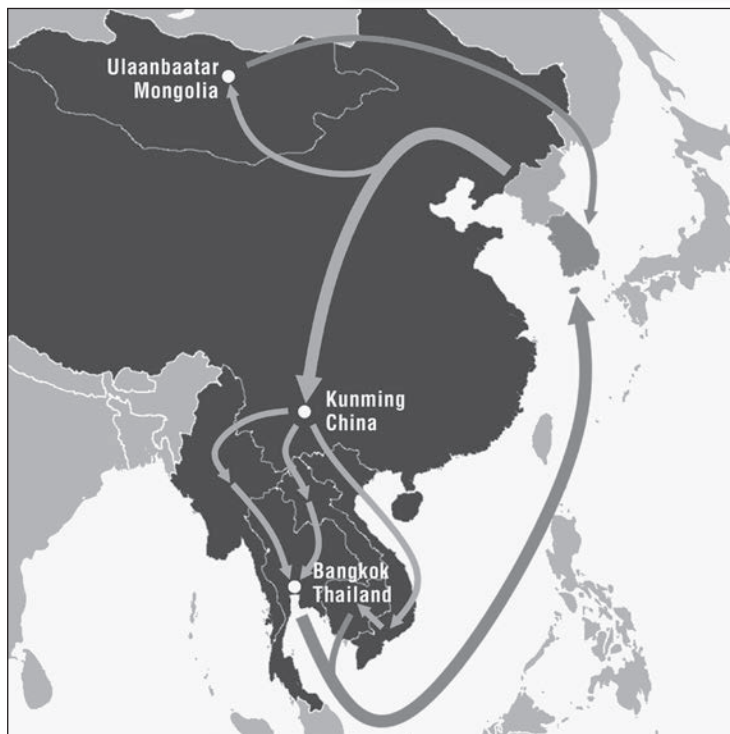 Ulaanbaatar
Mongolia
Kunming
China
Bangkok
Thailand